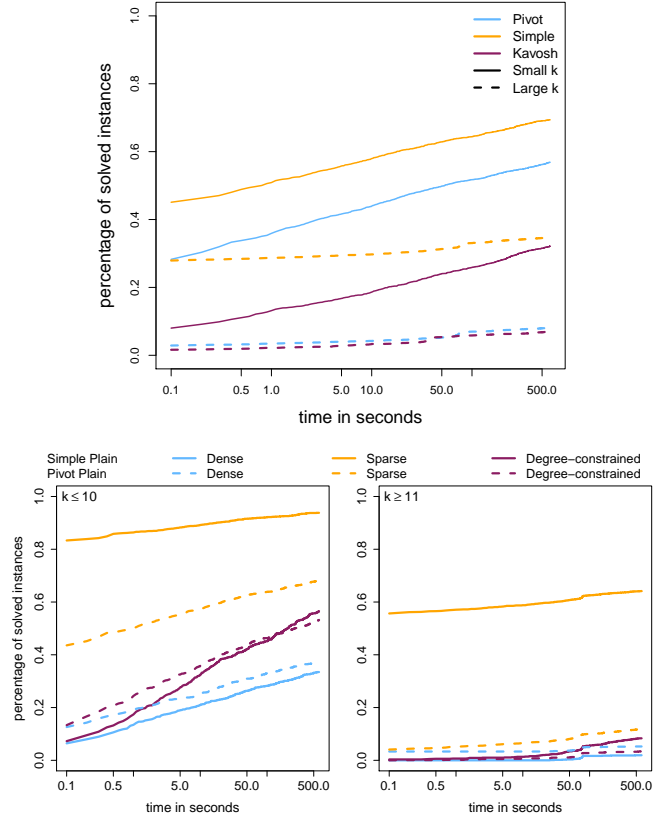 percentage of solved instances
1.0
0.8
0.6
0.4
0.2
0.0
Pivot
Simple
Kavosh
Small k
Large k
0.1 0.5 1.0 5.0 10.0 50.0 500.0
time in seconds
Simple Plain Dense Sparse Degree−constrained
Pivot Plain Dense Sparse Degree−constrained
k ≤ 10
percentage of solved instances
1.0
0.8
0.6
0.4
0.2
0.0
0.1 0.5 5.0 50.0 500.0
time in seconds
k ≥ 11
1.0
0.8
0.6
0.4
0.2
0.0
0.1 0.5 5.0 50.0 500.0
time in seconds